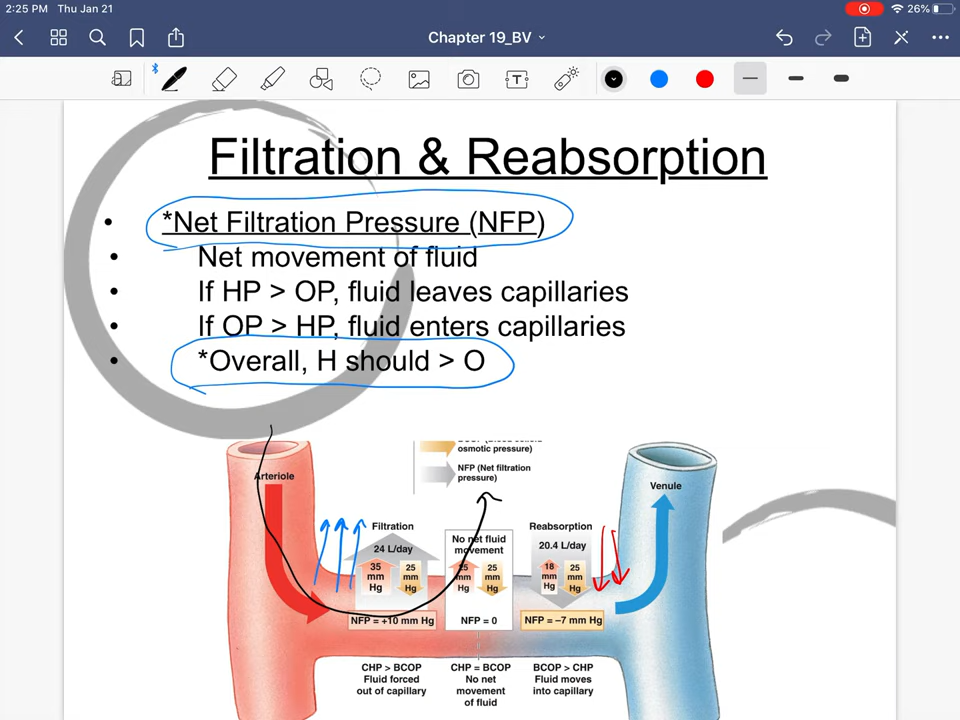 2:25 PM Thu Jan 21
26%
Chapter 19_BV
Filtration & Reabsorption
• *Net Filtration Pressure (NFP)
• Net movement of fluid
• If HP > OP, fluid leaves capillaries
• If OP > HP, fluid enters capillaries
• *Overall, H should > O
osmotic pressure)
NFP (Net filtration
pressure)
Arteriole
Venule
Filtration
24 L/day
35
mm
Hg
25
mm
Hg
No net fluid
movement
25
mm
Hg
25
mm
Hg
Reabsorption
20.4 L/day
18
mm
Hg
25
mm
Hg
NFP = +10 mm Hg
NFP = 0
NFP = –7 mm Hg
CHP > BCOP
Fluid forced
out of capillary
CHP = BCOP
No net
movement
of fluid
BCOP > CHP
Fluid moves
into capillary